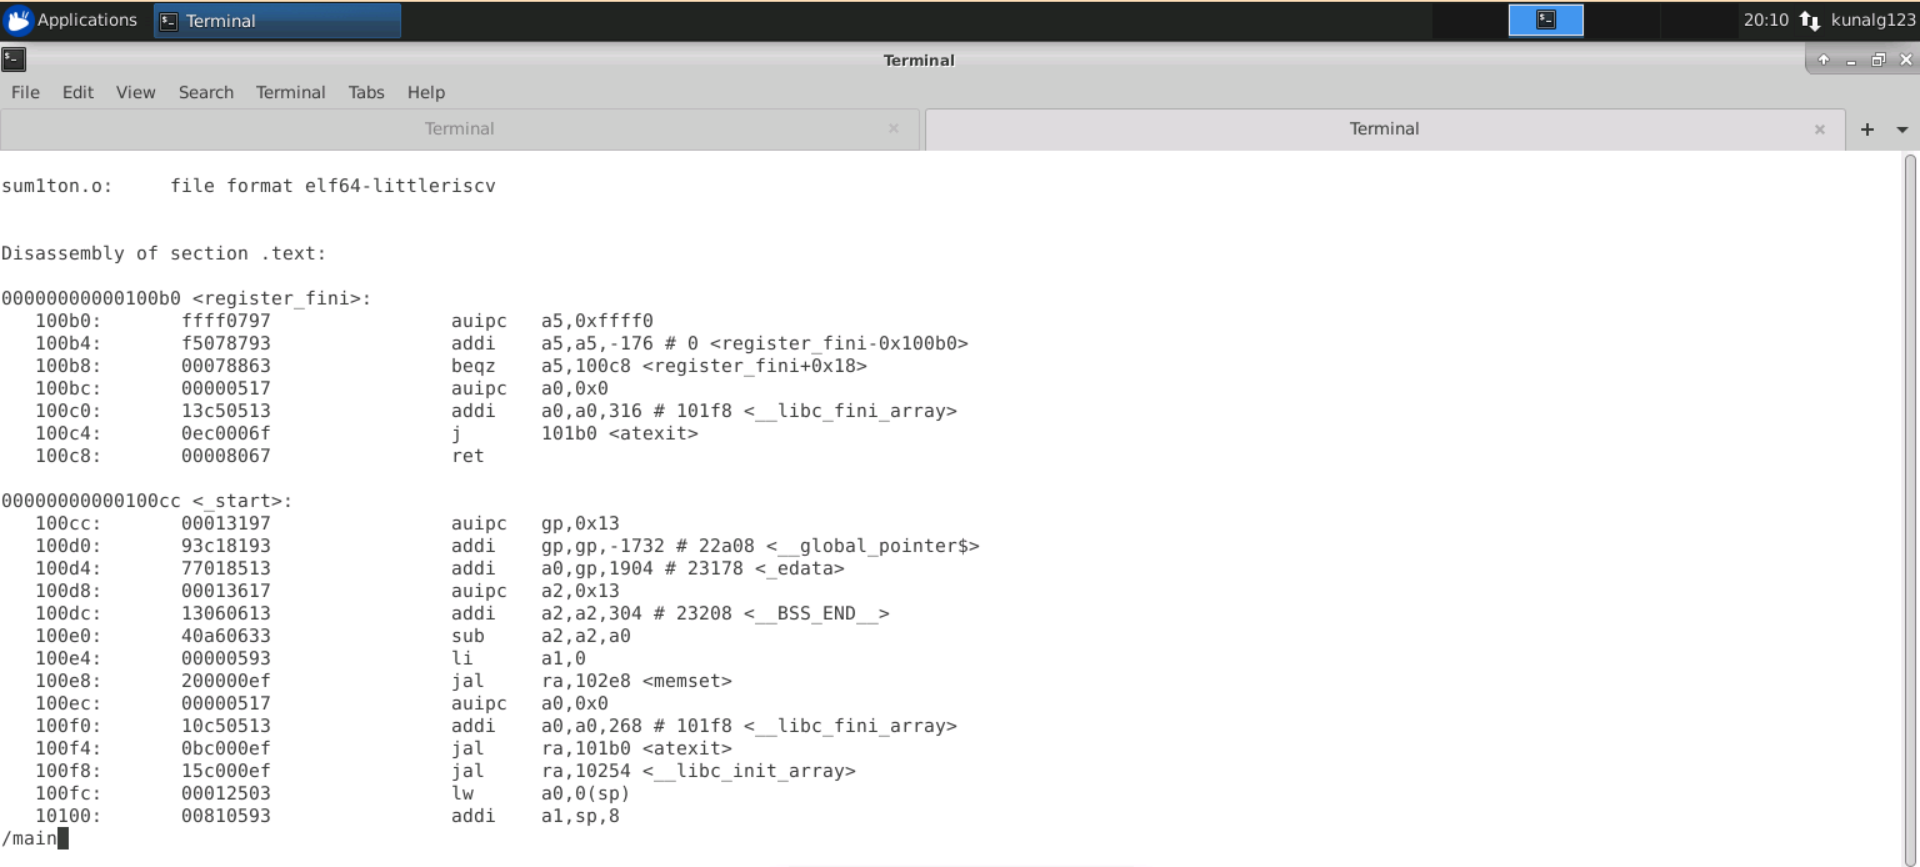 Applications Terminal 20:10 kunalg123
Terminal
File Edit View Search Terminal Tabs Help
Terminal Terminal
sum1ton.o:     file format elf64-littleriscv
Disassembly of section .text:
00000000000100b0 <register_fini>:
   100b0:       ffff0797                auipc   a5,0xffff0
   100b4:       f5078793                addi    a5,a5,-176 # 0 <register_fini-0x100b0>
   100b8:       00078863                beqz    a5,100c8 <register_fini+0x18>
   100bc:       00000517                auipc   a0,0x0
   100c0:       13c50513                addi    a0,a0,316 # 101f8 <__libc_fini_array>
   100c4:       0ec0006f                j       101b0 <atexit>
   100c8:       00008067                ret
00000000000100cc <_start>:
   100cc:       00013197                auipc   gp,0x13
   100d0:       93c18193                addi    gp,gp,-1732 # 22a08 <__global_pointer$>
   100d4:       77018513                addi    a0,gp,1904 # 23178 <_edata>
   100d8:       00013617                auipc   a2,0x13
   100dc:       13060613                addi    a2,a2,304 # 23208 <__BSS_END__>
   100e0:       40a60633                sub     a2,a2,a0
   100e4:       00000593                li      a1,0
   100e8:       200000ef                jal     ra,102e8 <memset>
   100ec:       00000517                auipc   a0,0x0
   100f0:       10c50513                addi    a0,a0,268 # 101f8 <__libc_fini_array>
   100f4:       0bc000ef                jal     ra,101b0 <atexit>
   100f8:       15c000ef                jal     ra,10254 <__libc_init_array>
   100fc:       00012503                lw      a0,0(sp)
   10100:       00810593                addi    a1,sp,8
/main